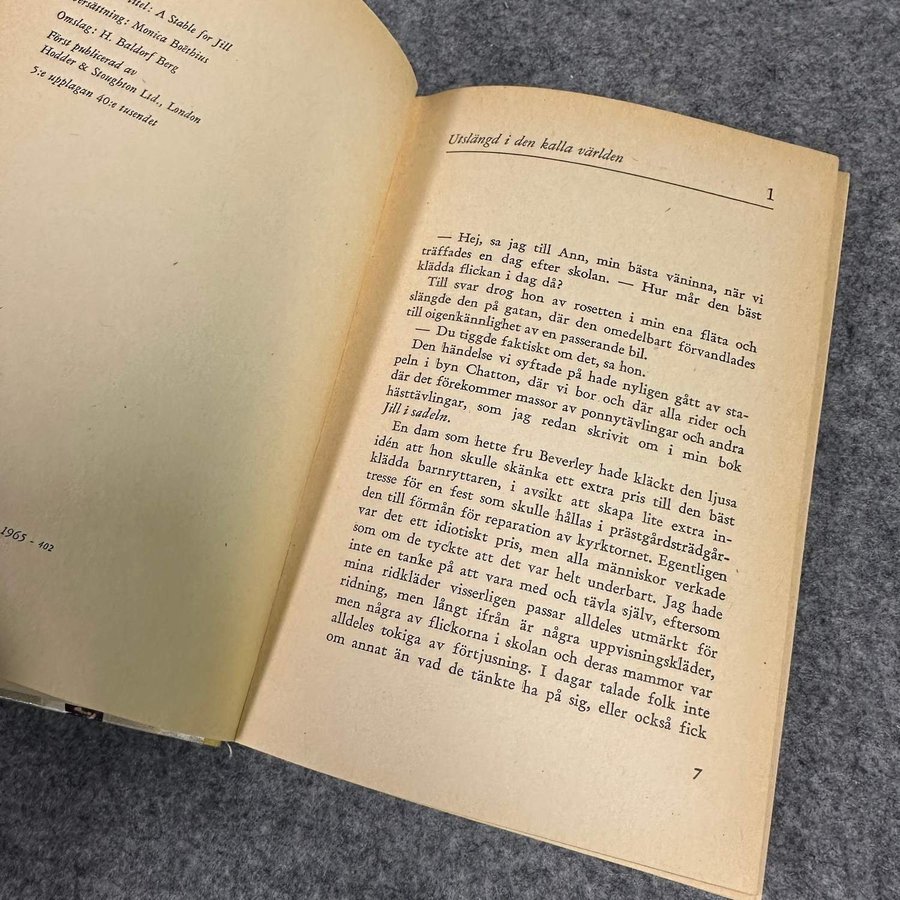 titel: A Stable for Jill
Översättning: Monica Boëthius
Omslag: H. Baldorf Berg
Först publicerad av
Hodder & Stoughton Ltd., London
5:e upplagan 40:e tusendet
1965 - 402
Utslängd i den kalla världen
1
— Hej, sa jag till Ann, min bästa väninna, när vi
träffades en dag efter skolan. — Hur mår den bäst
klädda flickan i dag då?
Till svar drog hon av rosetten i min ena fläta och
slängde den på gatan, där den omedelbart förvandlades
till oigenkännlighet av en passerande bil.
— Du tiggde faktiskt om det, sa hon.
Den händelse vi syftade på hade nyligen gått av sta-
peln i byn Chatton, där vi bor och där alla rider och
där det förekommer massor av ponnytävlingar och andra
hästtävlingar, som jag redan skrivit om i min bok
Jill i sadeln.
En dam som hette fru Beverley hade kläckt den ljusa
idén att hon skulle skänka ett extra pris till den bäst
klädda barnryttaren, i avsikt att skapa lite extra in-
tresse för en fest som skulle hållas i prästgårdsträdgår-
den till förmån för reparation av kyrktornet. Egentligen
var det ett idiotiskt pris, men alla människor verkade
som om de tyckte att det var helt underbart. Jag hade
inte en tanke på att vara med och tävla själv, eftersom
mina ridkläder visserligen passar alldeles utmärkt för
ridning, men långt ifrån är några uppvisningskläder,
men några av flickorna i skolan och deras mammor var
alldeles tokiga av förtjusning. I dagar talade folk inte
om annat än vad de tänkte ha på sig, eller också fick
7